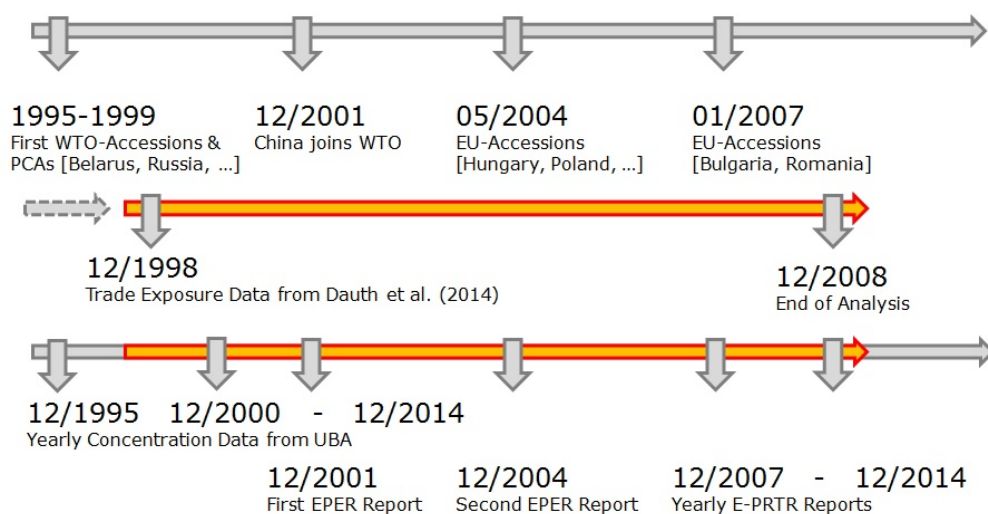 1995-1999 12/2001 05/2004 01/2007
First WTO-Accessions & China joins WTO EU-Accessions EU-Accessions
PCAs [Belarus, Russia, ...] [Hungary, Poland, ...] [Bulgaria, Romania]
12/1998 12/2008
Trade Exposure Data from Dauth et al. (2014) End of Analysis
12/1995 12/2000 - 12/2014
Yearly Concentration Data from UBA
12/2001 12/2004 12/2007 - 12/2014
First EPER Report Second EPER Report Yearly E-PRTR Reports